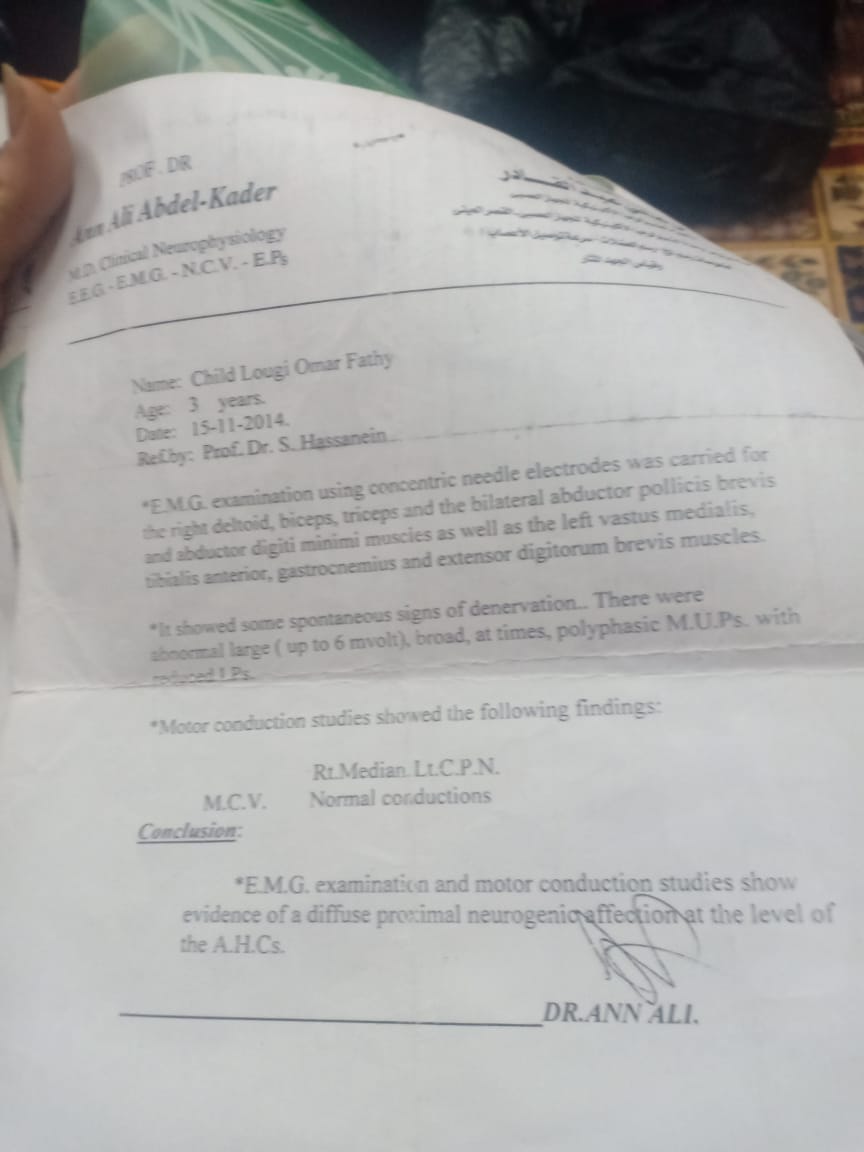 PROF. DR
Ann Ali Abdel-Kader
M.D. Clinical Neurophysiology
E.E.G. - E.M.G. - N.C.V. - E.Ps
Name: Child Lougi Omar Fathy
Age: 3 years.
Date: 15-11-2014.
Ref.by: Prof. Dr. S. Hassanein
*E.M.G. examination using concentric needle electrodes was carried for
the right deltoid, biceps, triceps and the bilateral abductor pollicis brevis
and abductor digiti minimi muscles as well as the left vastus medialis,
tibialis anterior, gastrocnemius and extensor digitorum brevis muscles.
*It showed some spontaneous signs of denervation.. There were
abnormal large ( up to 6 mvolt), broad, at times, polyphasic M.U.Ps. with
reduced I.Ps.
*Motor conduction studies showed the following findings:
Rt.Median Lt.C.P.N.
M.C.V. Normal conductions
Conclusion:
*E.M.G. examination and motor conduction studies show
evidence of a diffuse proximal neurogenic affection at the level of
the A.H.Cs.
DR.ANN ALI.